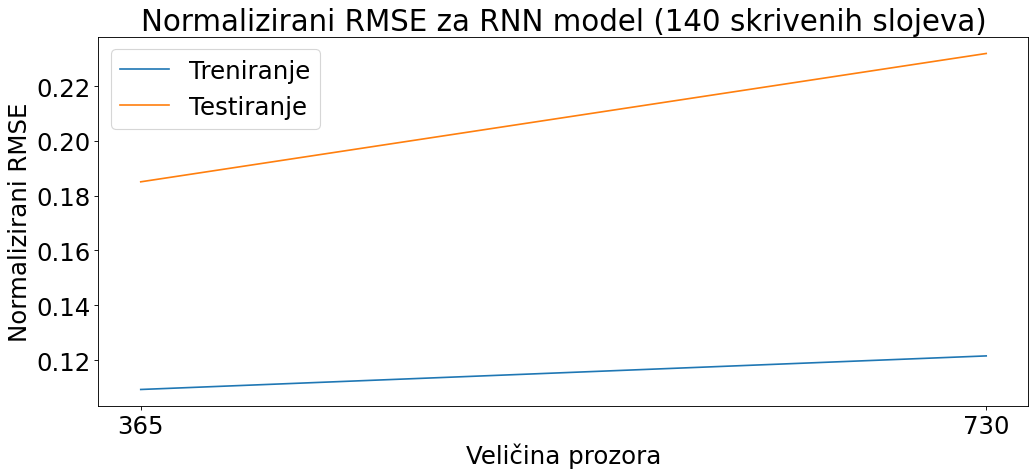 Normalizirani RMSE za RNN model (140 skrivenih slojeva)
Treniranje
Testiranje
Normalizirani RMSE
0.22
0.20
0.18
0.16
0.14
0.12
365
730
Veličina prozora